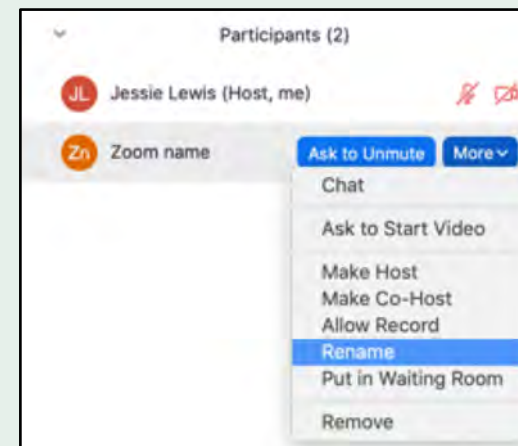 Participants (2)
JL Jessie Lewis (Host, me)
Zn Zoom name Ask to Unmute More
Chat
Ask to Start Video
Make Host
Make Co-Host
Allow Record
Rename
Put in Waiting Room
Remove